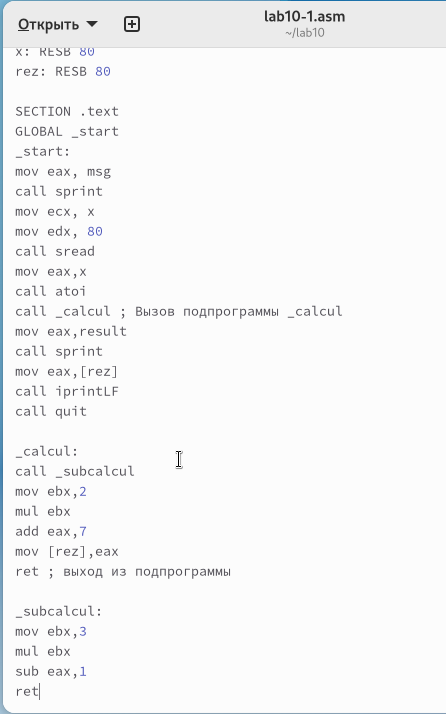 Открыть
lab10-1.asm
~/lab10
x: RESB 80
rez: RESB 80
SECTION .text
GLOBAL _start
_start:
mov eax, msg
call sprint
mov ecx, x
mov edx, 80
call sread
mov eax,x
call atoi
call _calcul ; Вызов подпрограммы _calcul
mov eax,result
call sprint
mov eax,[rez]
call iprintLF
call quit
_calcul:
call _subcalcul
mov ebx,2
mul ebx
add eax,7
mov [rez],eax
ret ; выход из подпрограммы
_subcalcul:
mov ebx,3
mul ebx
sub eax,1
ret